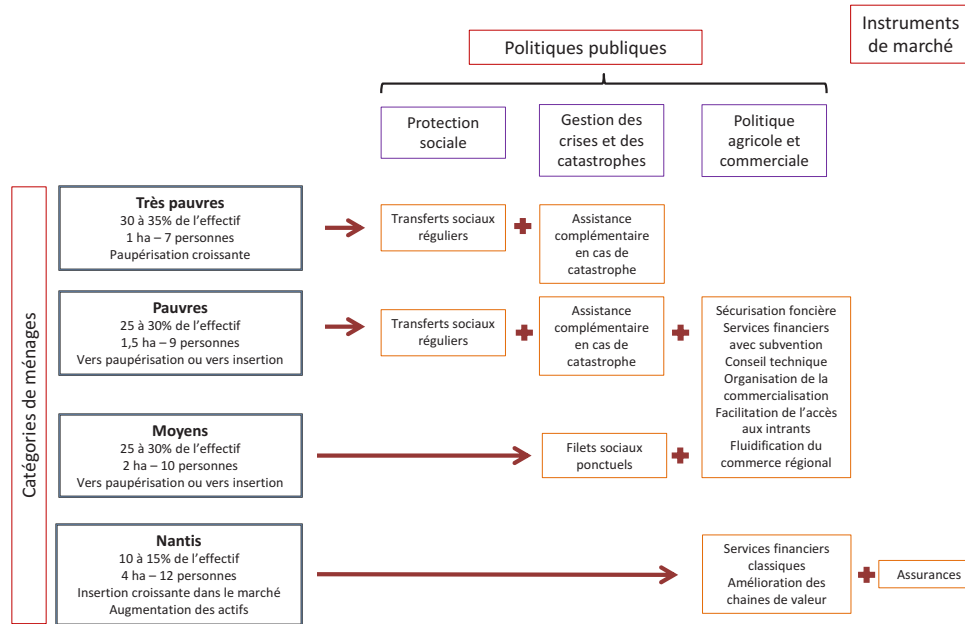 Instruments
de marché
Politiques publiques
Protection
sociale
Gestion des
crises et des
catastrophes
Politique
agricole et
commerciale
Catégories de ménages
Très pauvres
30 à 35% de l’effectif
1 ha – 7 personnes
Paupérisation croissante
Transferts sociaux
réguliers
Assistance
complémentaire
en cas de
catastrophe
Pauvres
25 à 30% de l’effectif
1,5 ha – 9 personnes
Vers paupérisation ou vers insertion
Transferts sociaux
réguliers
Assistance
complémentaire
en cas de
catastrophe
Sécurisation foncière
Services financiers
avec subvention
Conseil technique
Organisation de la
commercialisation
Facilitation de l’accès
aux intrants
Fluidification du
commerce régional
Moyens
25 à 30% de l’effectif
2 ha – 10 personnes
Vers paupérisation ou vers insertion
Filets sociaux
ponctuels
Nantis
10 à 15% de l’effectif
4 ha – 12 personnes
Insertion croissante dans le marché
Augmentation des actifs
Services financiers
classiques
Amélioration des
chaines de valeur
Assurances